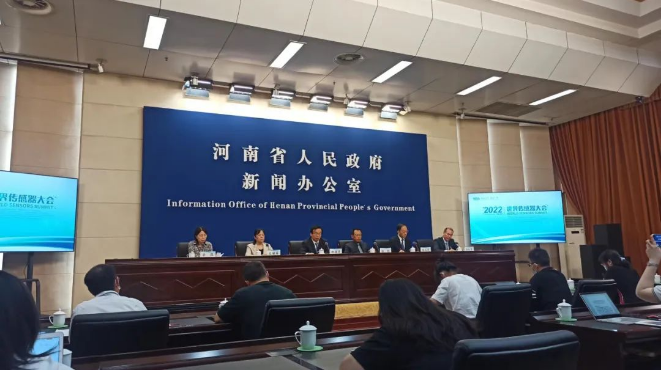 河南省人民政府
新闻办公室
Information Office of Henan Provincial People's Government
世界传感器大会
2022
世界传感器大会